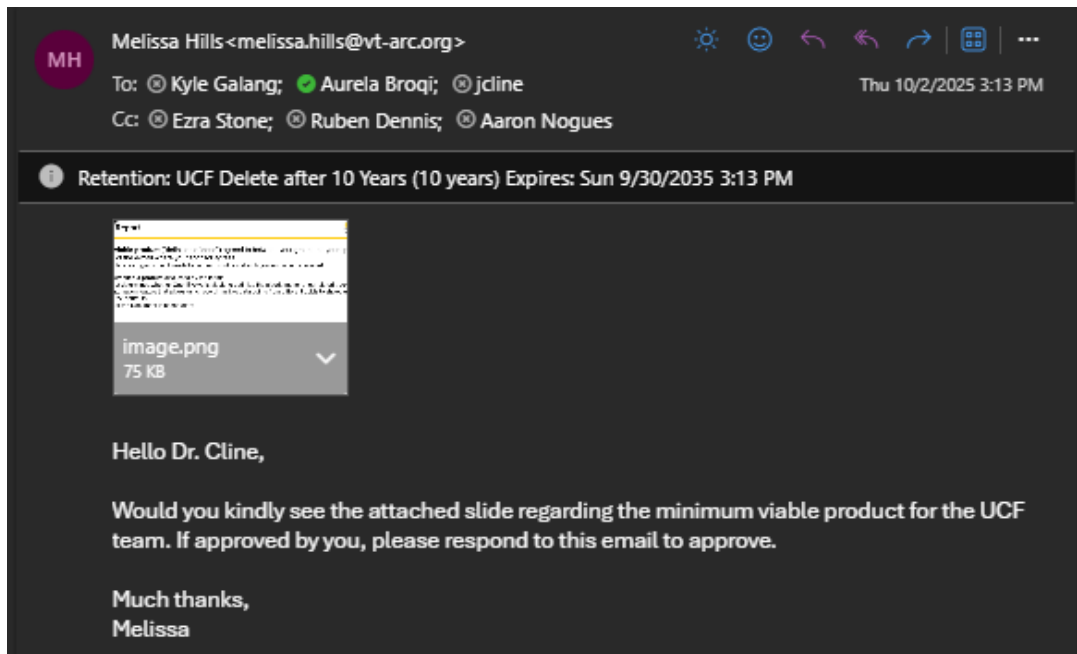 MH
Melissa Hills<melissa.hills@vt-arc.org>
To: Kyle Galang; Aurela Broqi; jcline
Thu 10/2/2025 3:13 PM
Cc: Ezra Stone; Ruben Dennis; Aaron Nogues
Retention: UCF Delete after 10 Years (10 years) Expires: Sun 9/30/2035 3:13 PM
Report
image.png
75 KB
Hello Dr. Cline,
Would you kindly see the attached slide regarding the minimum viable product for the UCF
team. If approved by you, please respond to this email to approve.
Much thanks,
Melissa